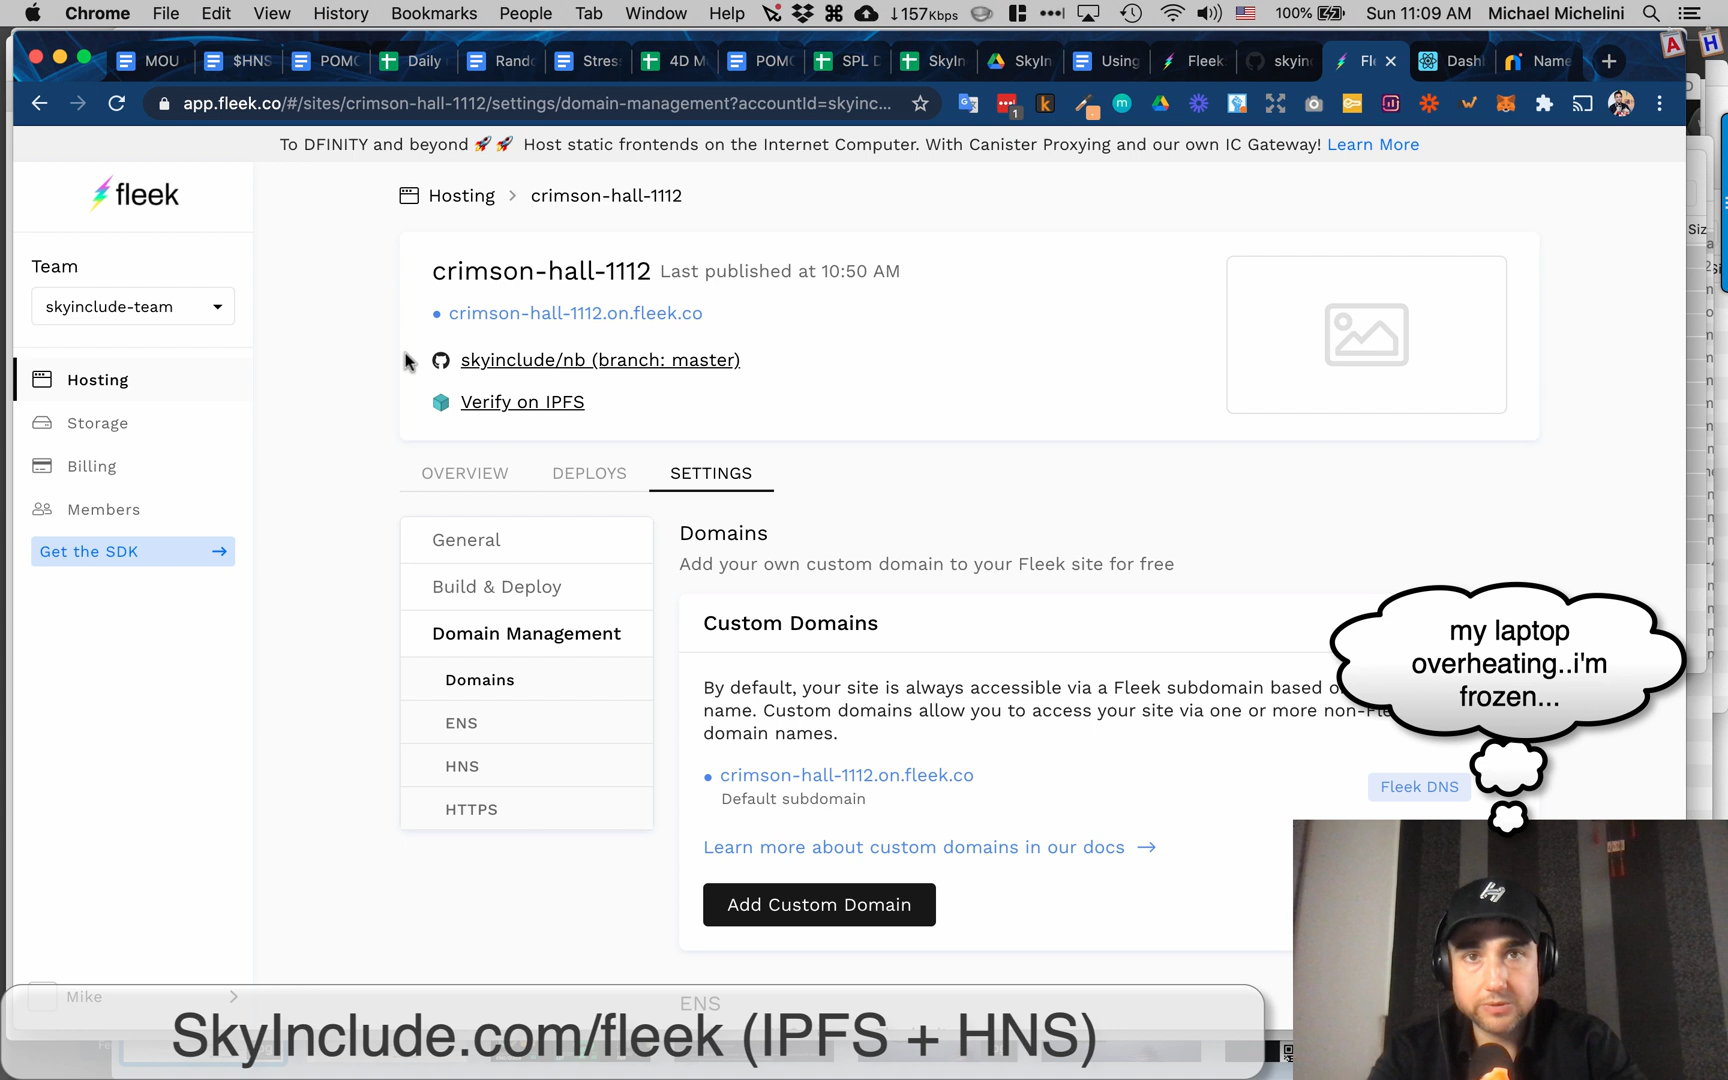 Chrome File Edit View History Bookmarks People Tab Window Help 157Kbps 100% Sun 11:09 AM Michael Michelini
MOU $HNS POMC Daily Rando Stres 4D M POMC SPL D SkyIn SkyIn Using Fleek skyin Fle Dash Name
app.fleek.co/#/sites/crimson-hall-1112/settings/domain-management?accountId=skyinc...
To DFINITY and beyond 🚀🚀 Host static frontends on the Internet Computer. With Canister Proxying and our own IC Gateway! Learn More
fleek
Team
skyinclude-team
Hosting
Storage
Billing
Members
Get the SDK →
Mike
Hosting > crimson-hall-1112
crimson-hall-1112 Last published at 10:50 AM
crimson-hall-1112.on.fleek.co
skyinclude/nb (branch: master)
Verify on IPFS
OVERVIEW DEPLOYS SETTINGS
General
Build & Deploy
Domain Management
Domains
ENS
HNS
HTTPS
Domains
Add your own custom domain to your Fleek site for free
Custom Domains
By default, your site is always accessible via a Fleek subdomain based o
name. Custom domains allow you to access your site via one or more non-Fle
domain names.
crimson-hall-1112.on.fleek.co
Default subdomain
Fleek DNS
Learn more about custom domains in our docs →
Add Custom Domain
ENS
my laptop
overheating..i'm
frozen...
SkyInclude.com/fleek (IPFS + HNS)